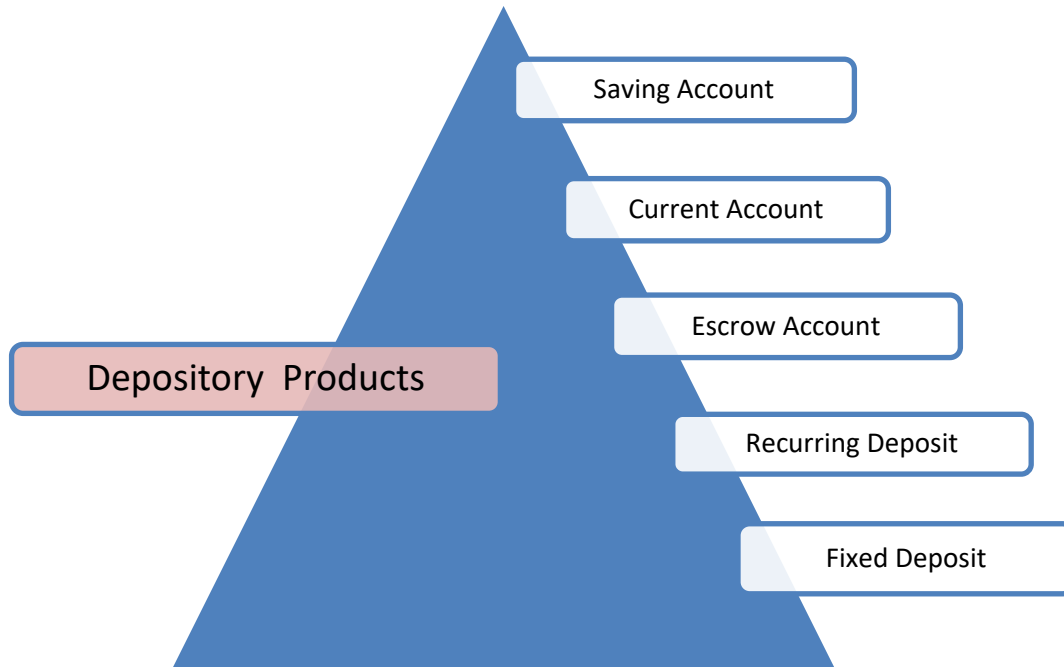 Saving Account
Current Account
Escrow Account
Depository Products
Recurring Deposit
Fixed Deposit